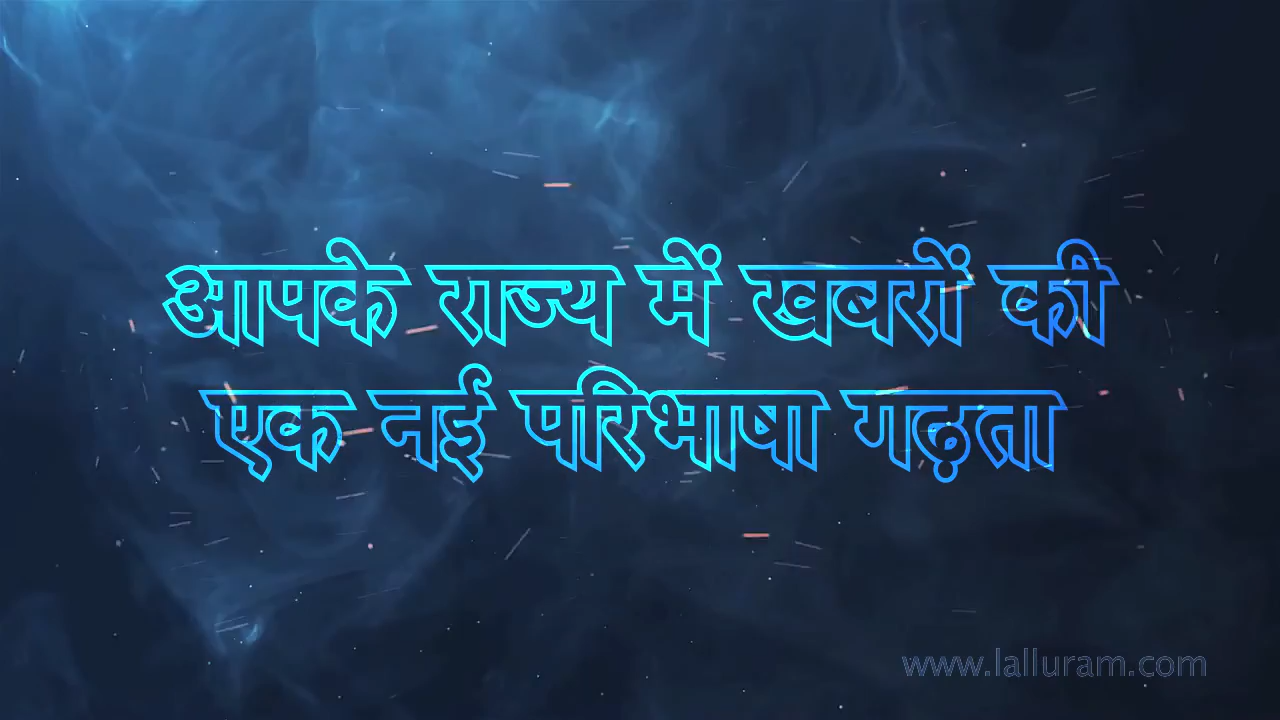 आपके राज्य में खबरों की
एक नई परिभाषा गढ़ता
www.lalluram.com